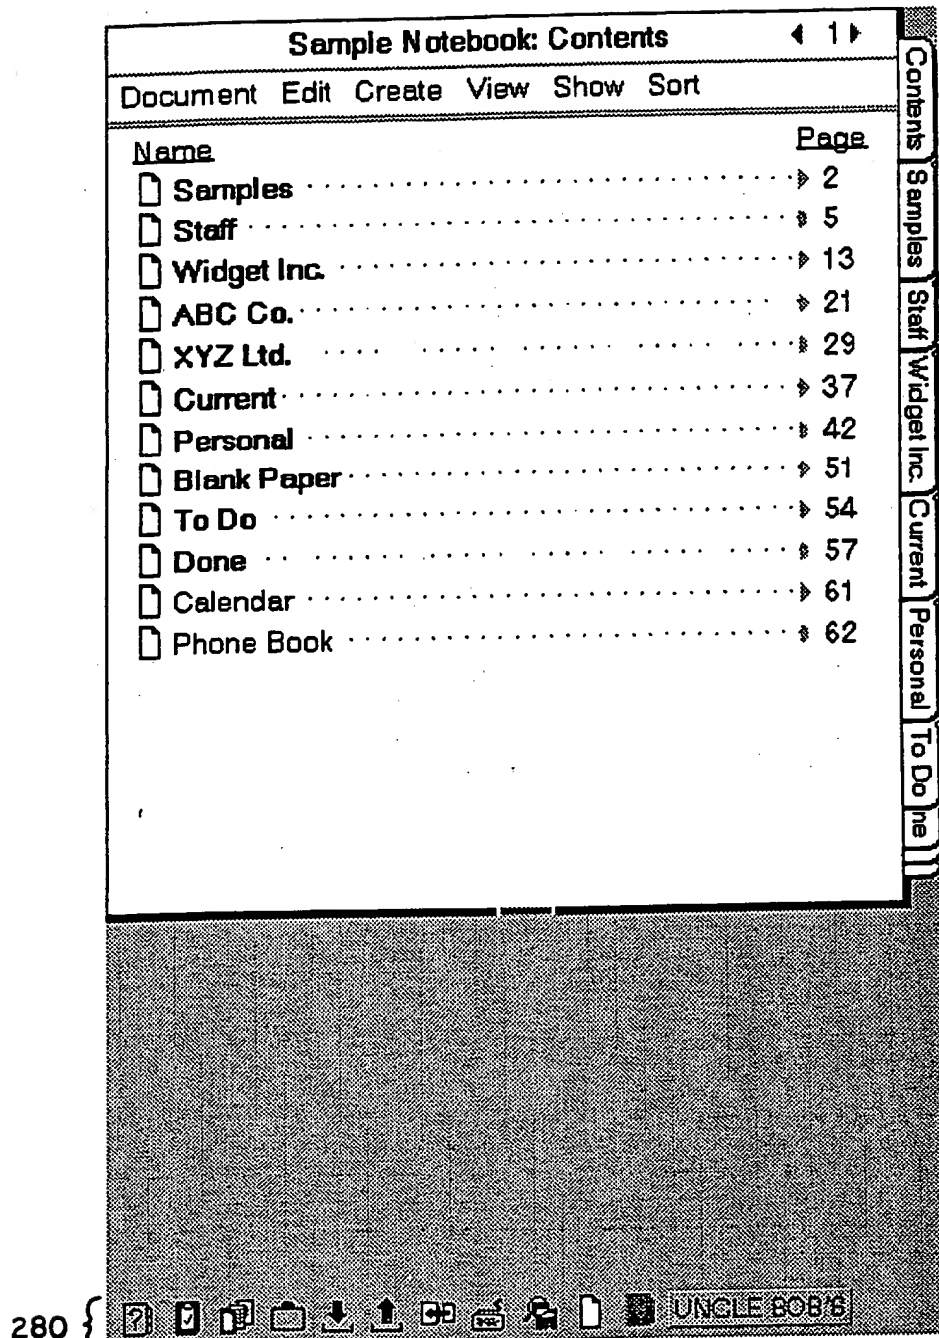 Sample Notebook: Contents 1
Document Edit Create View Show Sort
Name Page
Samples 2
Staff 5
Widget Inc. 13
ABC Co. 21
XYZ Ltd. 29
Current 37
Personal 42
Blank Paper 51
To Do 54
Done 57
Calendar 61
Phone Book 62
Contents
Samples
Staff
Widget Inc.
Current
Personal
To Do
ne
280 { ? UNCLE BOB'S